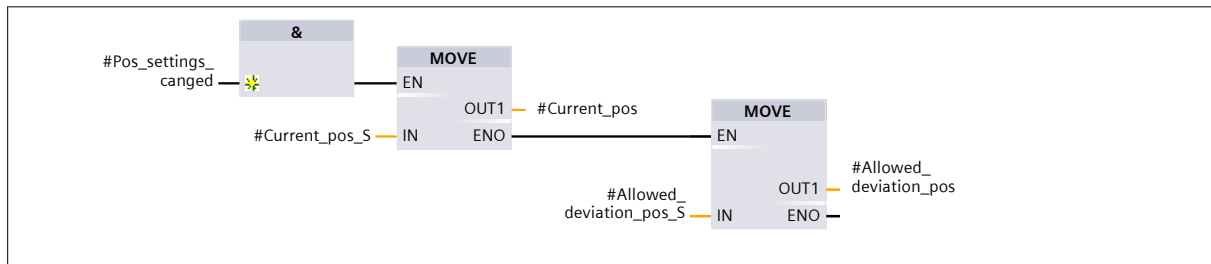 &
#Pos_settings_
canged
MOVE
EN
OUT1
#Current_pos
#Current_pos_S
IN
ENO
MOVE
EN
#Allowed_
deviation_pos
OUT1
#Allowed_
deviation_pos_S
IN
ENO